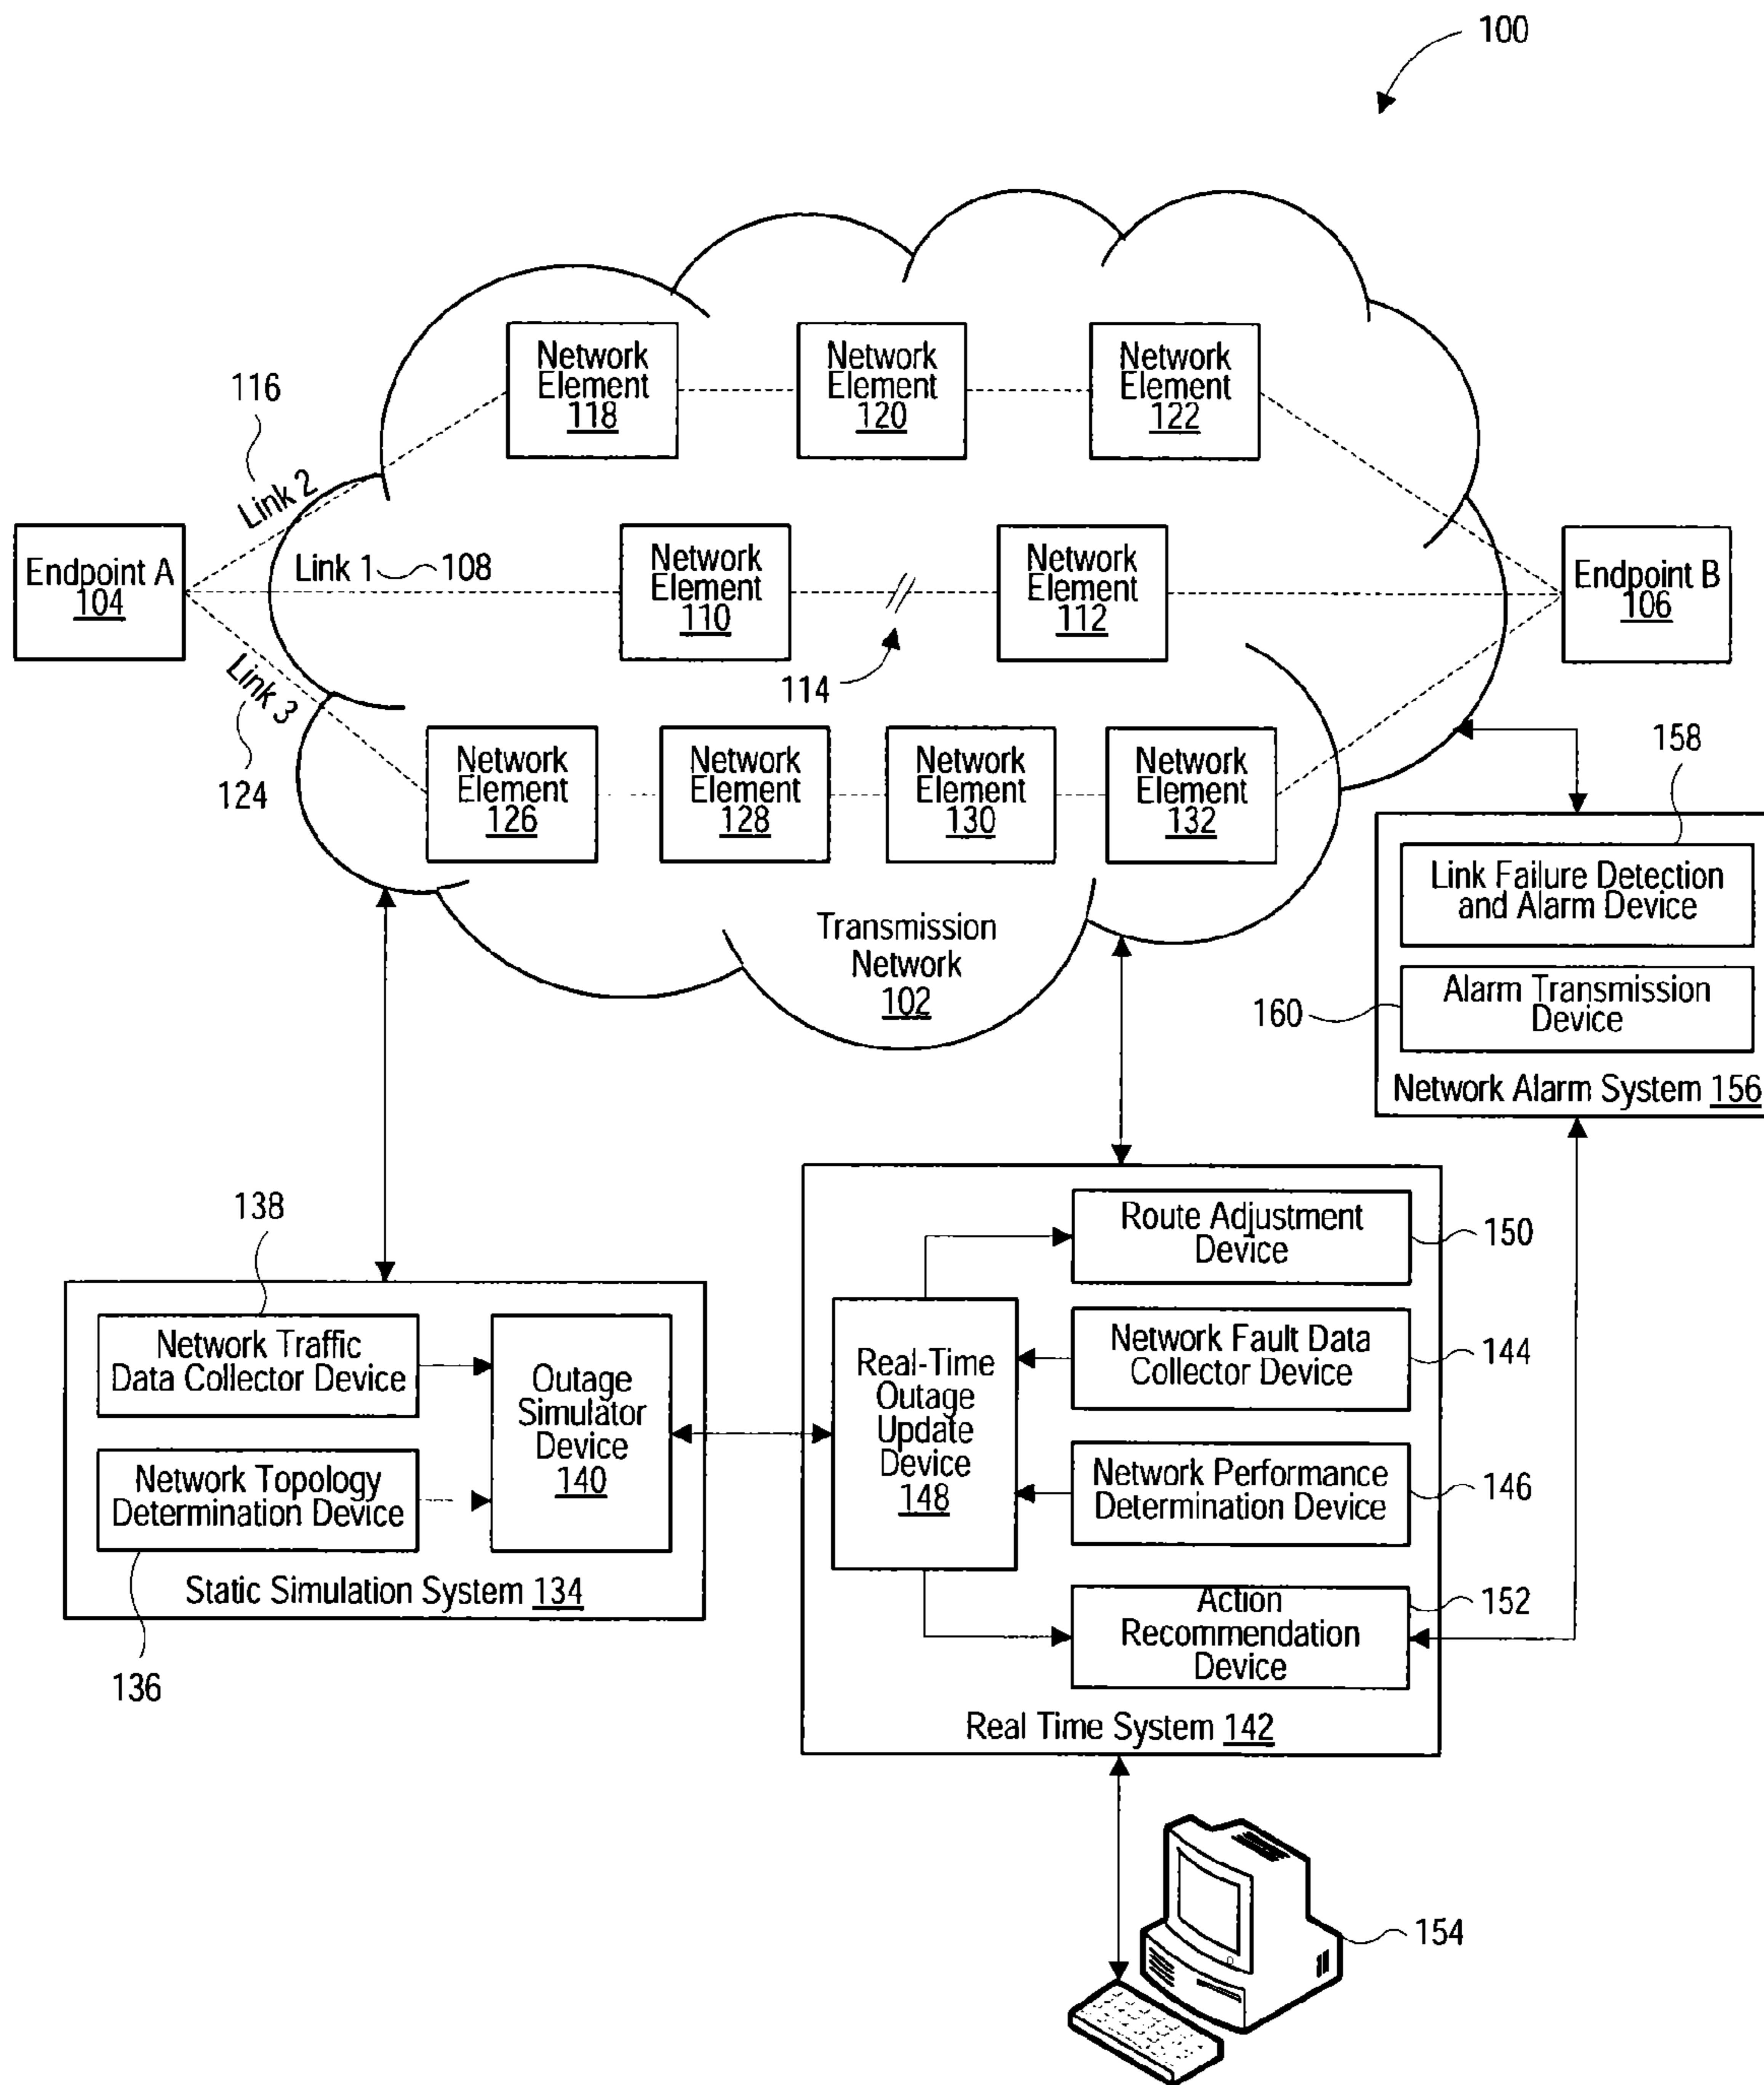 100
Network
Element
118
Network
Element
120
Network
Element
122
116
Link 2
Endpoint A
104
Link 1
108
Network
Element
110
Network
Element
112
Endpoint B
106
114
Link 3
124
Network
Element
126
Network
Element
128
Network
Element
130
Network
Element
132
158
Link Failure Detection
and Alarm Device
Alarm Transmission
Device
160
Network Alarm System 156
Transmission
Network
102
138
Network Traffic
Data Collector Device
Network Topology
Determination Device
Outage
Simulator
Device
140
Static Simulation System 134
136
Route Adjustment
Device
150
Real-Time
Outage
Update
Device
148
Network Fault Data
Collector Device
144
Network Performance
Determination Device
146
Action
Recommendation
Device
152
Real Time System 142
154